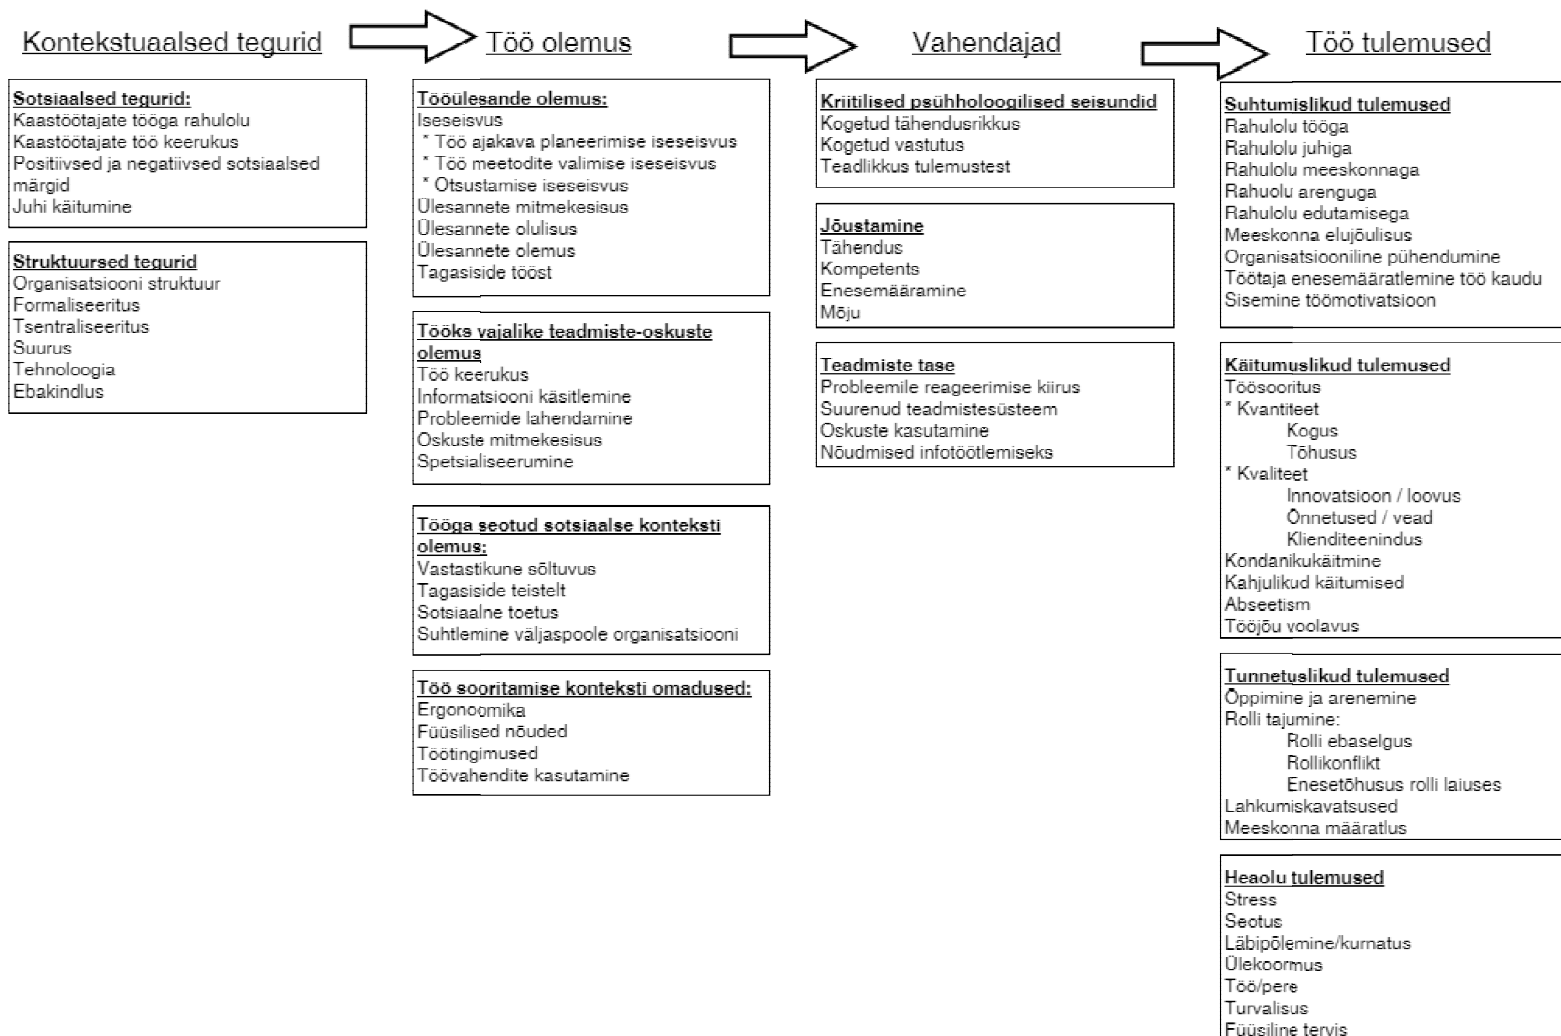 Kontekstuaalsed tegurid
Töö olemus
Vahendajad
Töö tulemused
Sotsiaalsed tegurid:
Kaastöötajate tööga rahulolu
Kaastöötajate töö keerukus
Positiivsed ja negatiivsed sotsiaalsed
märgid
Juhi käitumine
Struktuursed tegurid
Organisatsiooni struktuur
Formaliseeritus
Tsentraliseeritus
Suurus
Tehnoloogia
Ebakindlus
Tööülesande olemus:
Iseseisvus
* Töö ajakava planeerimise iseseisvus
* Töö meetodite valimise iseseisvus
* Otsustamise iseseisvus
Ülesannete mitmekesisus
Ülesannete olulisus
Ülesannete olemus
Tagasiside tööst
Tööks vajalike teadmiste-oskuste
olemus
Töö keerukus
Informatsiooni käsitlemine
Probleemide lahendamine
Oskuste mitmekesisus
Spetsialiseerumine
Tööga seotud sotsiaalse konteksti
olemus:
Vastastikune sõltuvus
Tagasiside teistelt
Sotsiaalne toetus
Suhtlemine väljaspoole organisatsiooni
Töö sooritamise konteksti omadused:
Ergonoomika
Füüsilised nõuded
Töötingimused
Töövahendite kasutamine
Kriitilised psühholoogilised seisundid
Kogetud tähendusrikkus
Kogetud vastutus
Teadlikkus tulemustest
Jõustamine
Tähendus
Kompetents
Enesemääramine
Mõju
Teadmiste tase
Probleemile reageerimise kiirus
Suurenud teadmistesüsteem
Oskuste kasutamine
Nõudmised infotöötlemiseks
Suhtumislikud tulemused
Rahulolu tööga
Rahulolu juhiga
Rahulolu meeskonnaga
Rahuolu arenguga
Rahulolu edutamisega
Meeskonna elujõulisus
Organisatsiooniline pühendumine
Töötaja enesemääratlemine töö kaudu
Sisemine töömotivatsioon
Käitumuslikud tulemused
Töösooritus
* Kvantiteet
Kogus
Tõhusus
* Kvaliteet
Innovatsioon / loovus
Õnnetused / vead
Klienditeenindus
Kondanikukäitmine
Kahjulikud käitumised
Abseetism
Tööjõu voolavus
Tunnetuslikud tulemused
Õppimine ja arenemine
Rolli tajumine:
Rolli ebaselgus
Rollikonflikt
Enesetõhusus rolli laiuses
Lahkumiskavatsused
Meeskonna määratlus
Heaolu tulemused
Stress
Seotus
Läbipõlemine/kurnatus
Ülekoormus
Töö/pere
Turvalisus
Füüsiline tervis